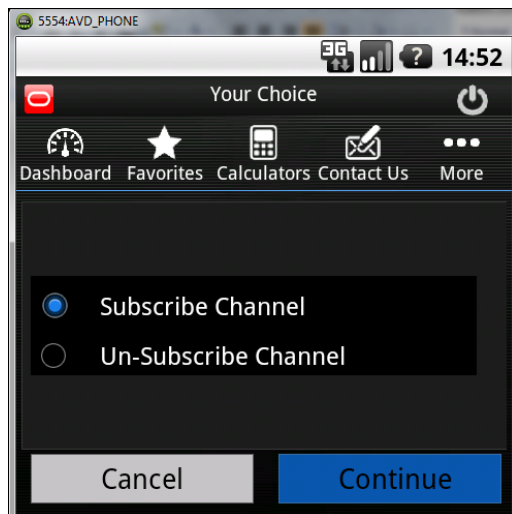 5554:AVD_PHONE
3G ? 14:52
Your Choice
Dashboard Favorites Calculators Contact Us More
Subscribe Channel
Un-Subscribe Channel
Cancel Continue